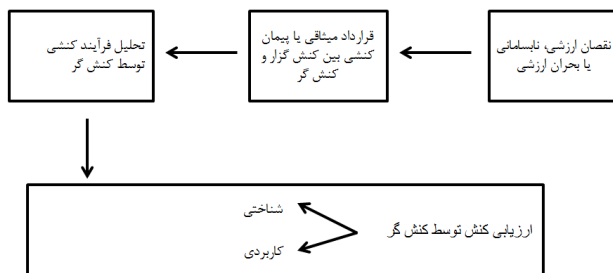 نقصان ارزشی، نابسامانی
یا بحران ارزشی
قرارداد میثاقی یا پیمان
کنشی بین کنش گزار و
کنش گر
تحلیل فرآیند کنشی
توسط کنش گر
ارزیابی کنش توسط کنش گر
شناختی
کاربردی